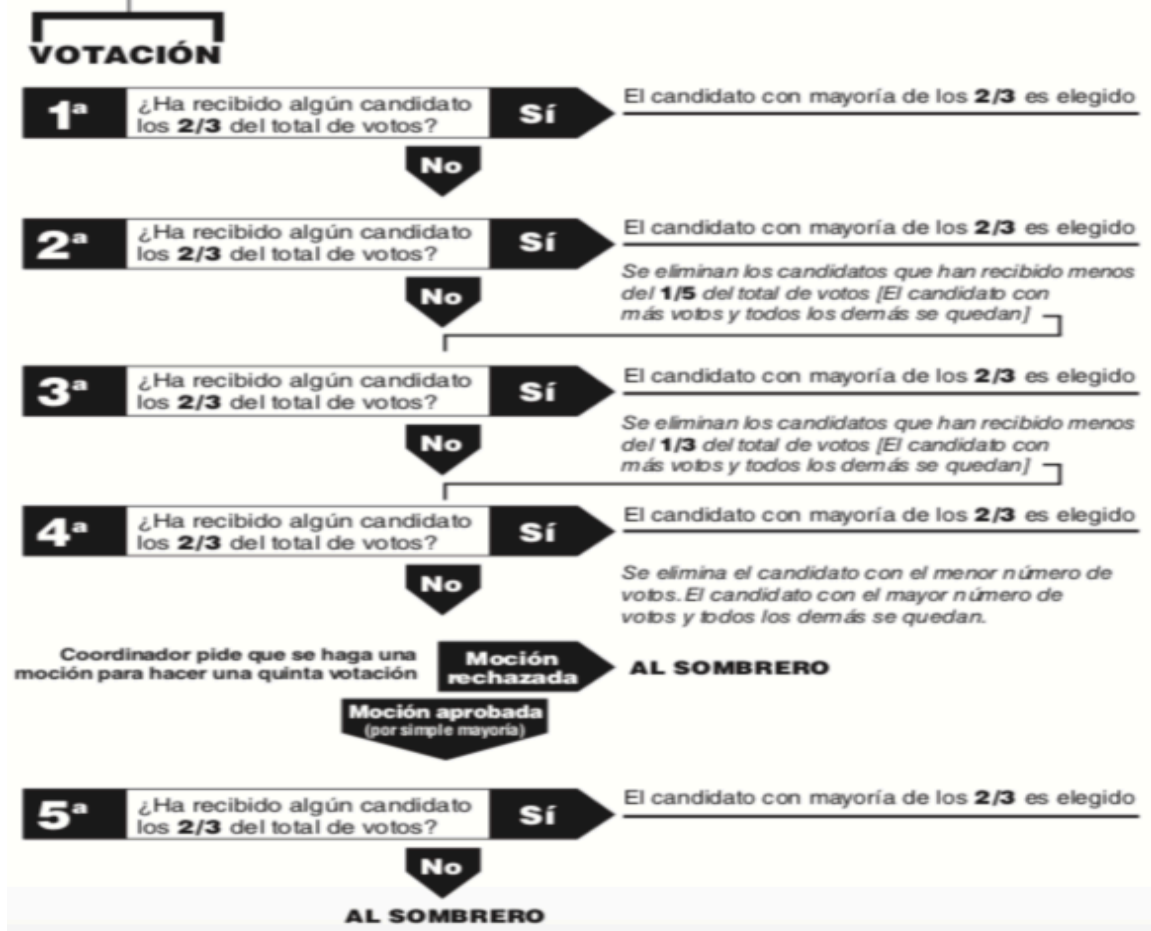 VOTACIÓN
1ª
¿Ha recibido algún candidato
los 2/3 del total de votos?
Sí
El candidato con mayoría de los 2/3 es elegido
No
2ª
¿Ha recibido algún candidato
los 2/3 del total de votos?
Sí
El candidato con mayoría de los 2/3 es elegido
No
Se eliminan los candidatos que han recibido menos
del 1/5 del total de votos [El candidato con
más votos y todos los demás se quedan]
3ª
¿Ha recibido algún candidato
los 2/3 del total de votos?
Sí
El candidato con mayoría de los 2/3 es elegido
No
Se eliminan los candidatos que han recibido menos
del 1/3 del total de votos [El candidato con
más votos y todos los demás se quedan]
4ª
¿Ha recibido algún candidato
los 2/3 del total de votos?
Sí
El candidato con mayoría de los 2/3 es elegido
No
Se elimina el candidato con el menor número de
votos. El candidato con el mayor número de
votos y todos los demás se quedan.
Coordinador pide que se haga una
moción para hacer una quinta votación
Moción
rechazada
AL SOMBRERO
Moción aprobada
(por simple mayoría)
5ª
¿Ha recibido algún candidato
los 2/3 del total de votos?
Sí
El candidato con mayoría de los 2/3 es elegido
No
AL SOMBRERO